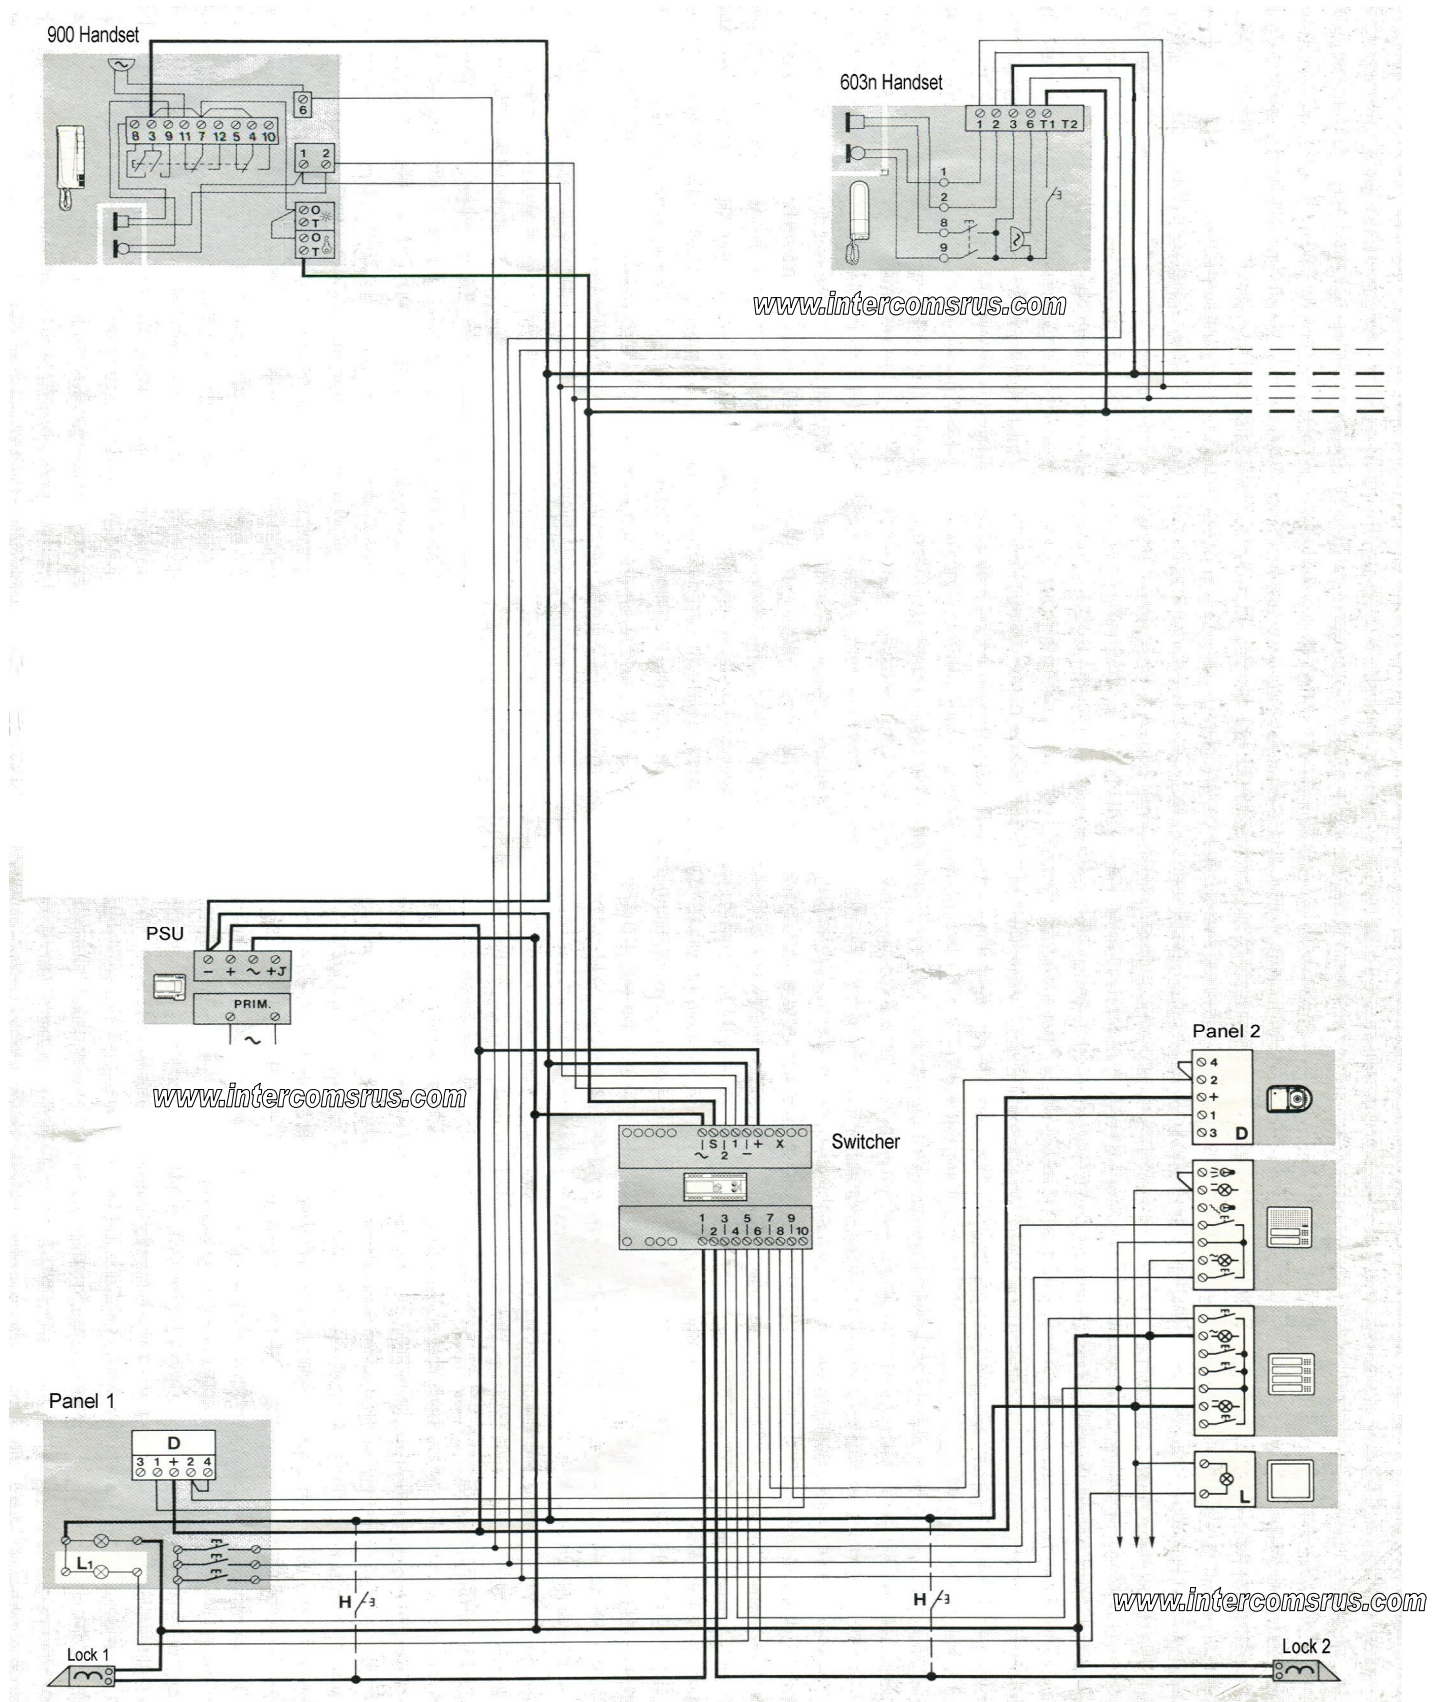 900 Handset
6
8 3 9 11 7 12 5 4 10
1 2
O
T
O
T
603n Handset
1 2 3 6 T1 T2
1
2
8
9
www.intercomsrus.com
PSU
- + ~ +J
PRIM.
~
www.intercomsrus.com
Panel 2
4
2
+
1
3 D
Switcher
S 1 + X
~ 2 -
1 3 5 7 9
2 4 6 8 10
L
Panel 1
D
3 1 + 2 4
L1
H
H
www.intercomsrus.com
Lock 1
Lock 2